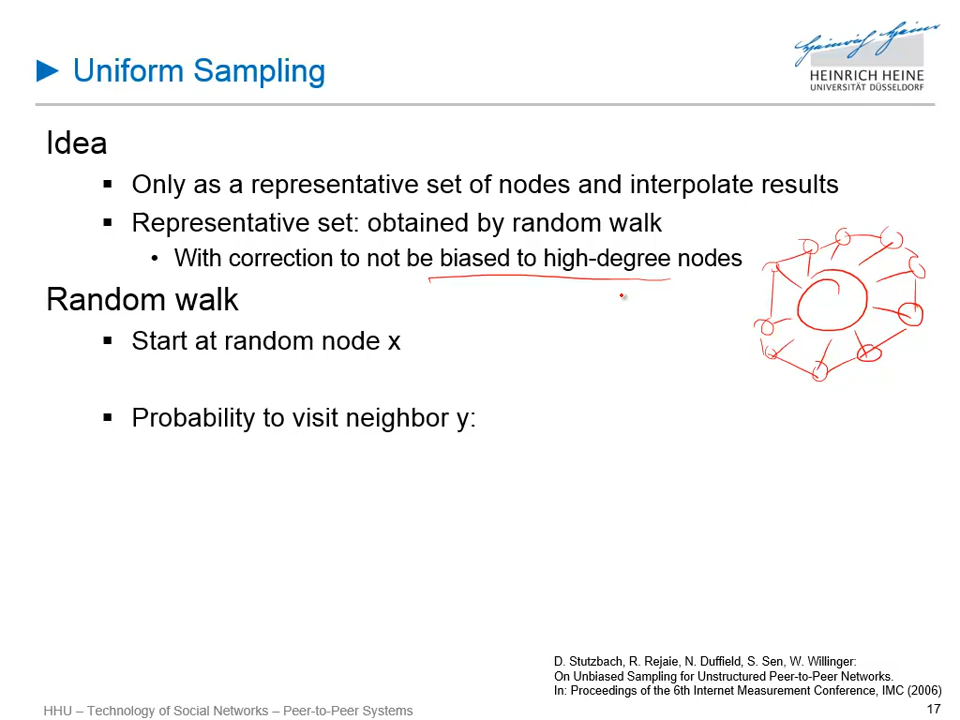 Uniform Sampling
Heinrich Heine
HEINRICH HEINE
UNIVERSITÄT DÜSSELDORF
Idea
Only as a representative set of nodes and interpolate results
Representative set: obtained by random walk
With correction to not be biased to high-degree nodes
Random walk
Start at random node x
Probability to visit neighbor y:
D. Stutzbach, R. Rejaie, N. Duffield, S. Sen, W. Willinger:
On Unbiased Sampling for Unstructured Peer-to-Peer Networks.
In: Proceedings of the 6th Internet Measurement Conference, IMC (2006)
HHU – Technology of Social Networks – Peer-to-Peer Systems
17